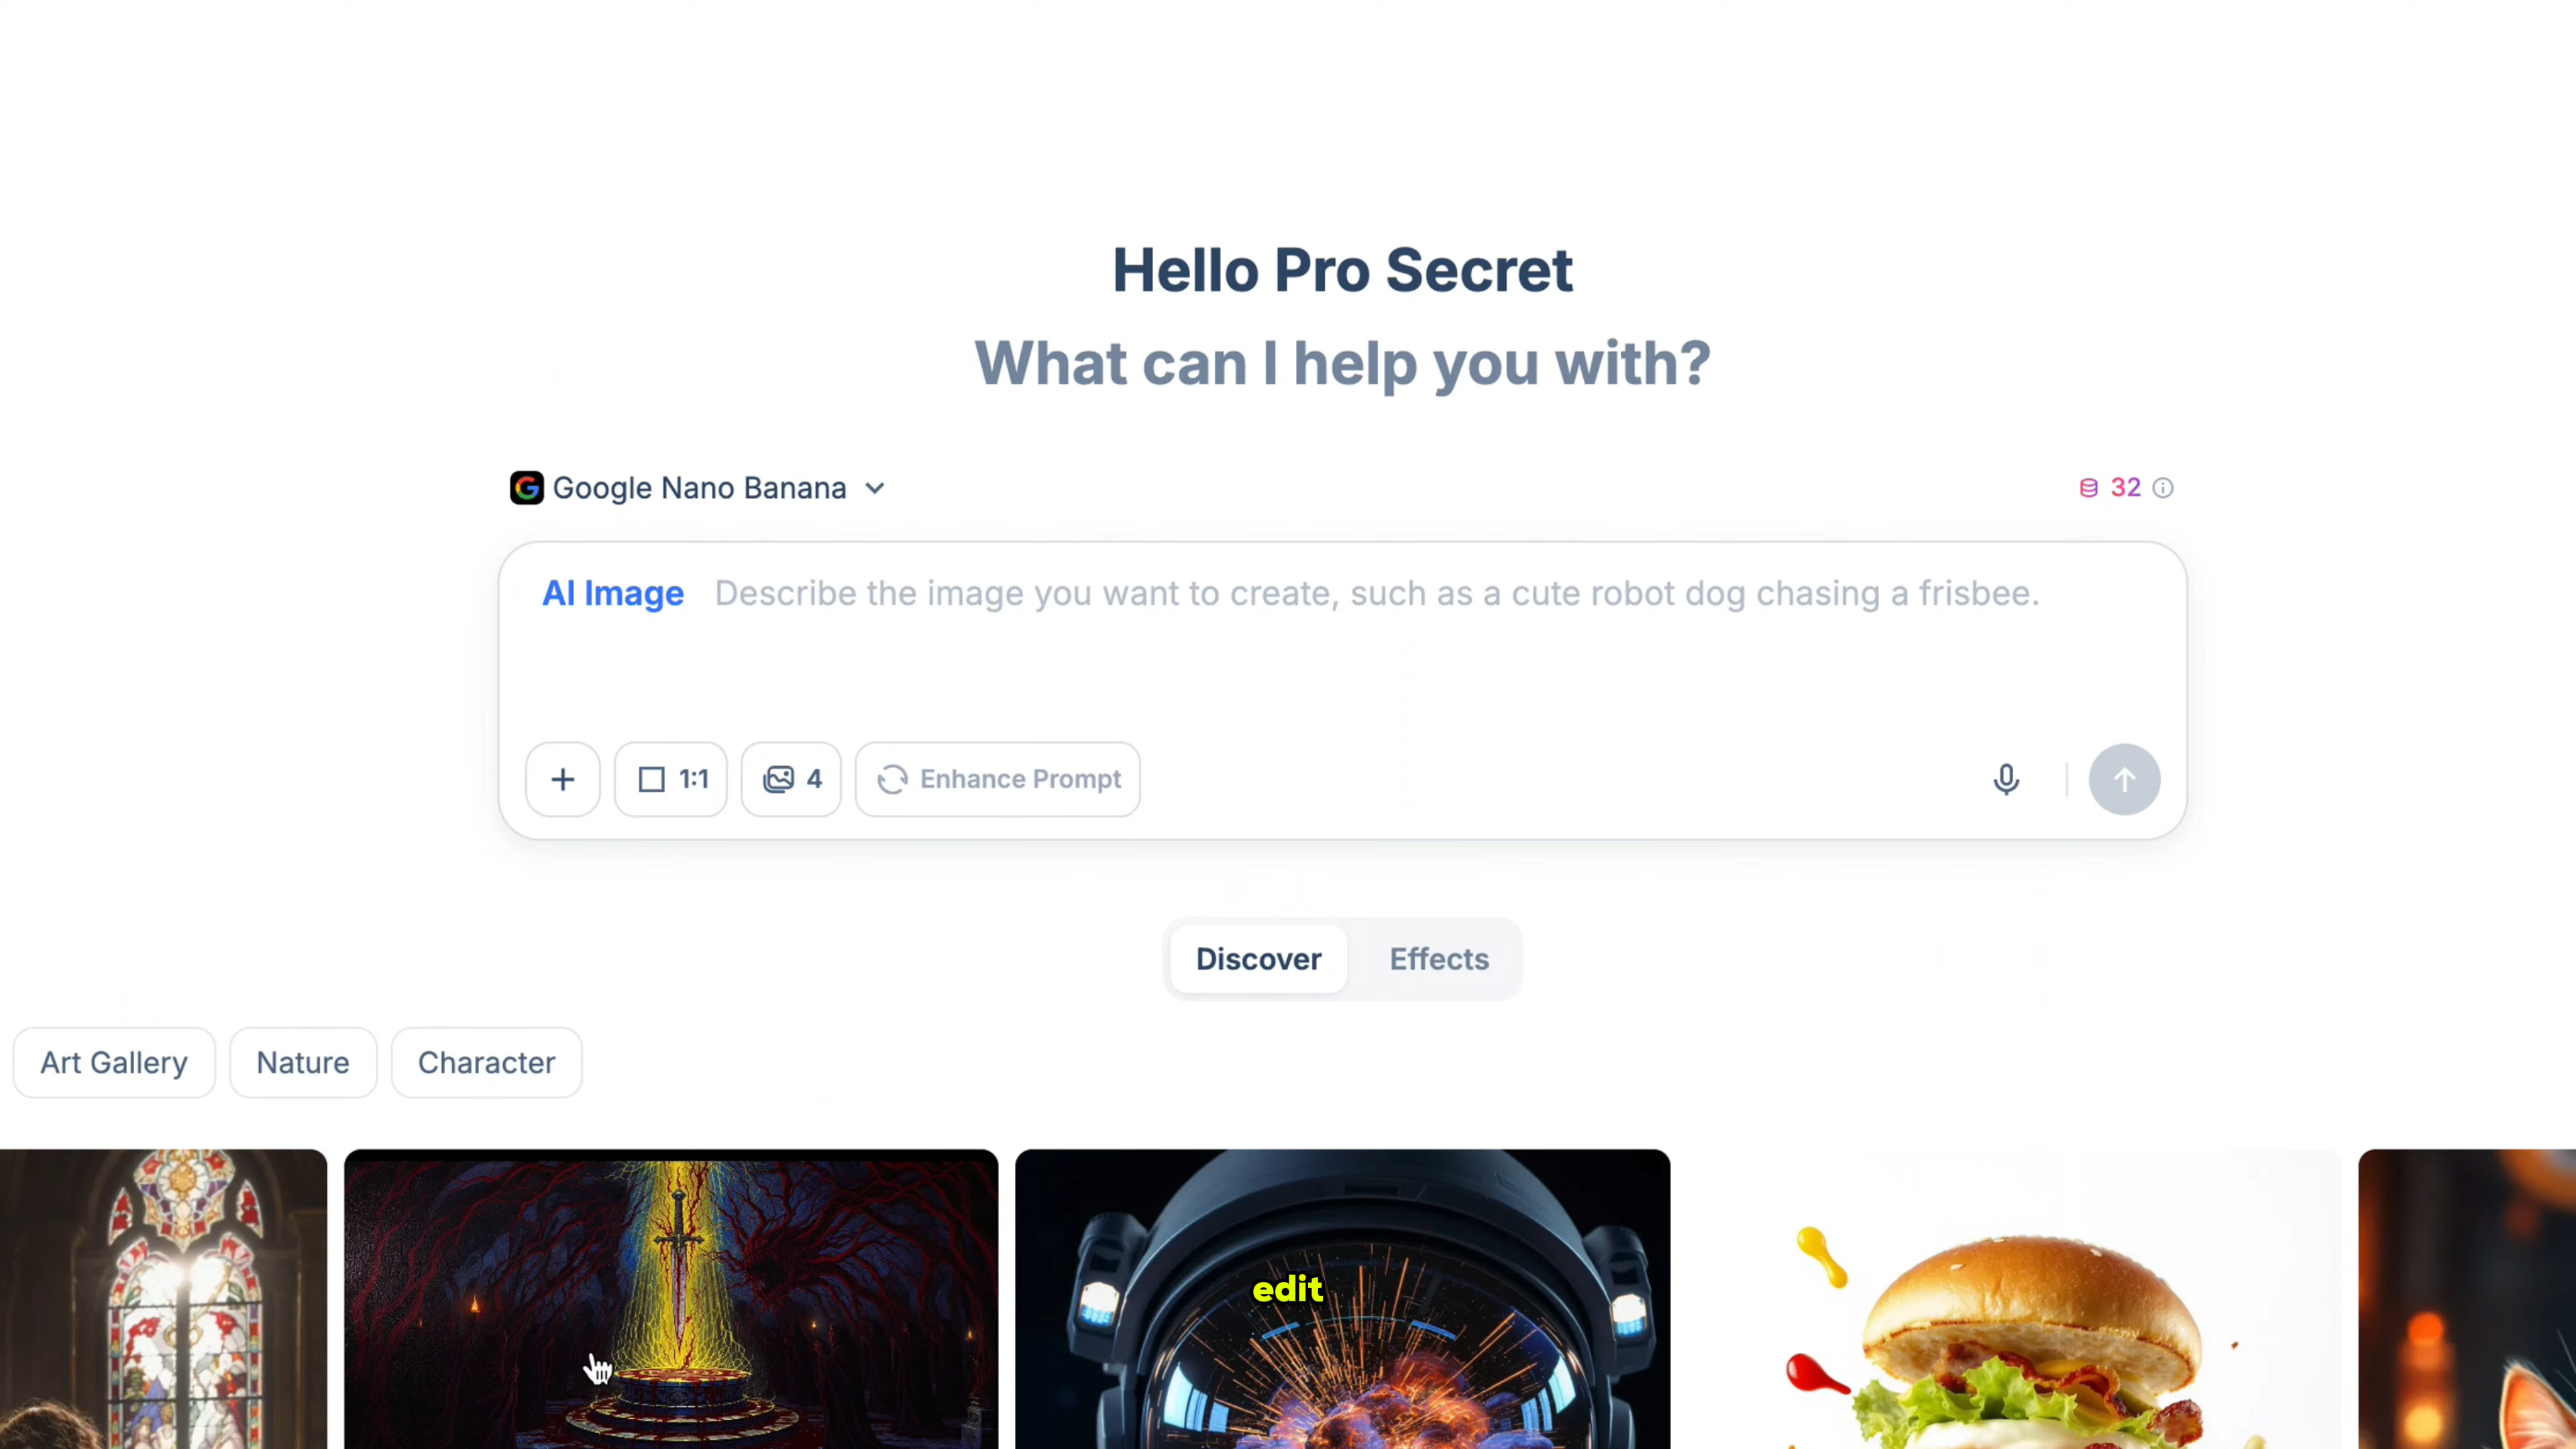 Hello Pro Secret
What can I help you with?
Google Nano Banana
32
AI Image Describe the image you want to create, such as a cute robot dog chasing a frisbee.
1:1 4 Enhance Prompt
Discover Effects
Art Gallery Nature Character
edit